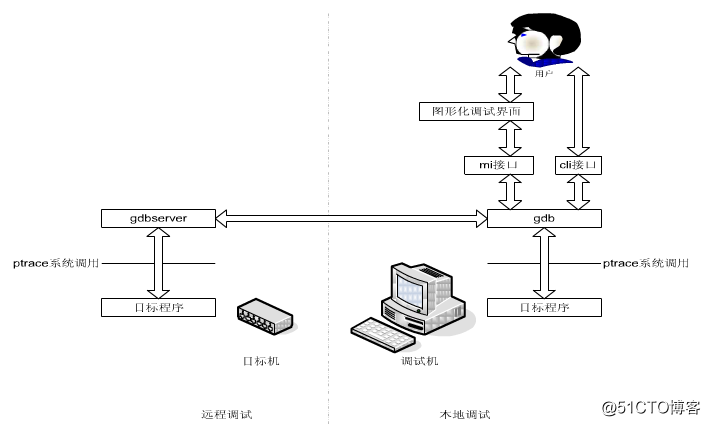 用户
图形化调试界面
mi接口
cli接口
gdbserver
gdb
ptrace系统调用
ptrace系统调用
目标程序
目标程序
目标机
调试机
远程调试
本地调试
@51CTO博客